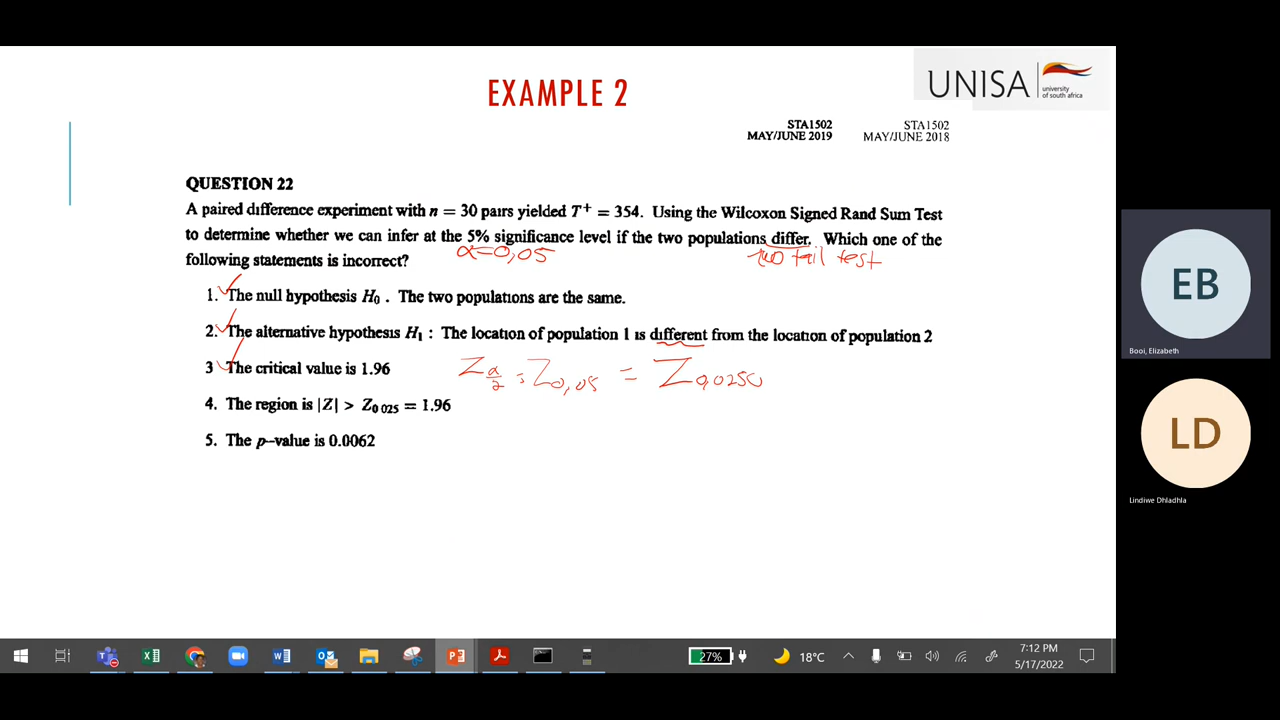 EXAMPLE 2
UNISA
university
of south africa
STA1502
MAY/JUNE 2019
STA1502
MAY/JUNE 2018
QUESTION 22
A paired difference experiment with n = 30 pairs yielded T⁺ = 354. Using the Wilcoxon Signed Rand Sum Test
to determine whether we can infer at the 5% significance level if the two populations differ. Which one of the
α=0,05 two tail test
following statements is incorrect?
1. The null hypothesis H₀ . The two populations are the same.
2. The alternative hypothesis H₁ : The location of population 1 is different from the location of population 2
3 The critical value is 1.96
Z α/2 = Z 0,05 = Z 0,0250
4. The region is |Z| > Z₀ ₀₂₅ = 1.96
5. The p–value is 0.0062
EB
Booi, Elizabeth
LD
Lindiwe Dhladhla
27%
18°C
7:12 PM
5/17/2022